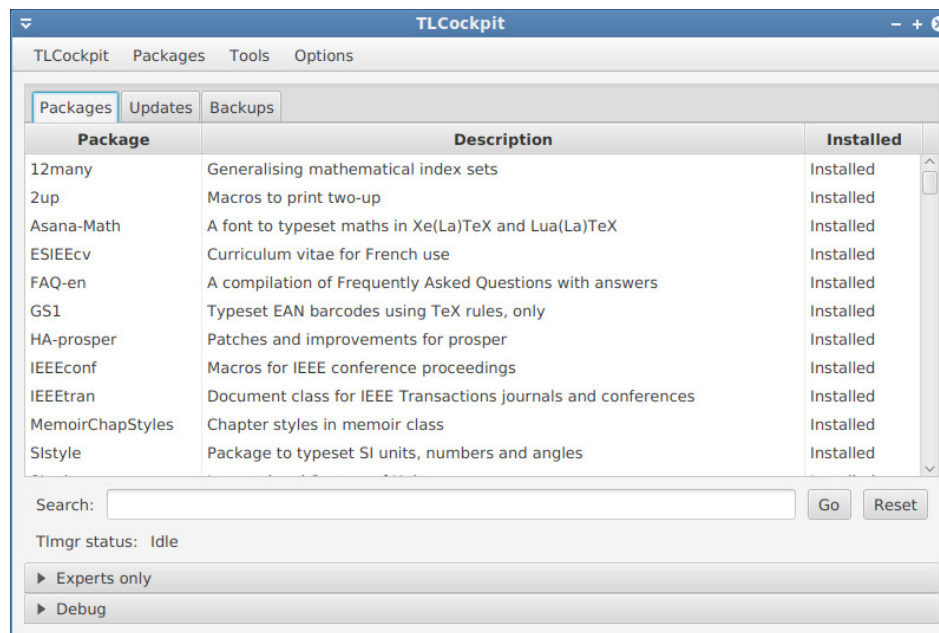 TLCockpit
TLCockpit Packages Tools Options
Packages Updates Backups
Package Description Installed
12many Generalising mathematical index sets Installed
2up Macros to print two-up Installed
Asana-Math A font to typeset maths in Xe(La)TeX and Lua(La)TeX Installed
ESIEEcv Curriculum vitae for French use Installed
FAQ-en A compilation of Frequently Asked Questions with answers Installed
GS1 Typeset EAN barcodes using TeX rules, only Installed
HA-prosper Patches and improvements for prosper Installed
IEEEconf Macros for IEEE conference proceedings Installed
IEEEtran Document class for IEEE Transactions journals and conferences Installed
MemoirChapStyles Chapter styles in memoir class Installed
SIstyle Package to typeset SI units, numbers and angles Installed
Search: Go Reset
Tlmgr status: Idle
Experts only
Debug